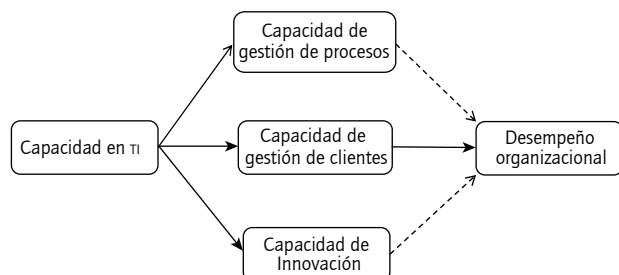 Capacidad de
gestión de procesos
Capacidad en TI
Capacidad de
gestión de clientes
Desempeño
organizacional
Capacidad de
Innovación